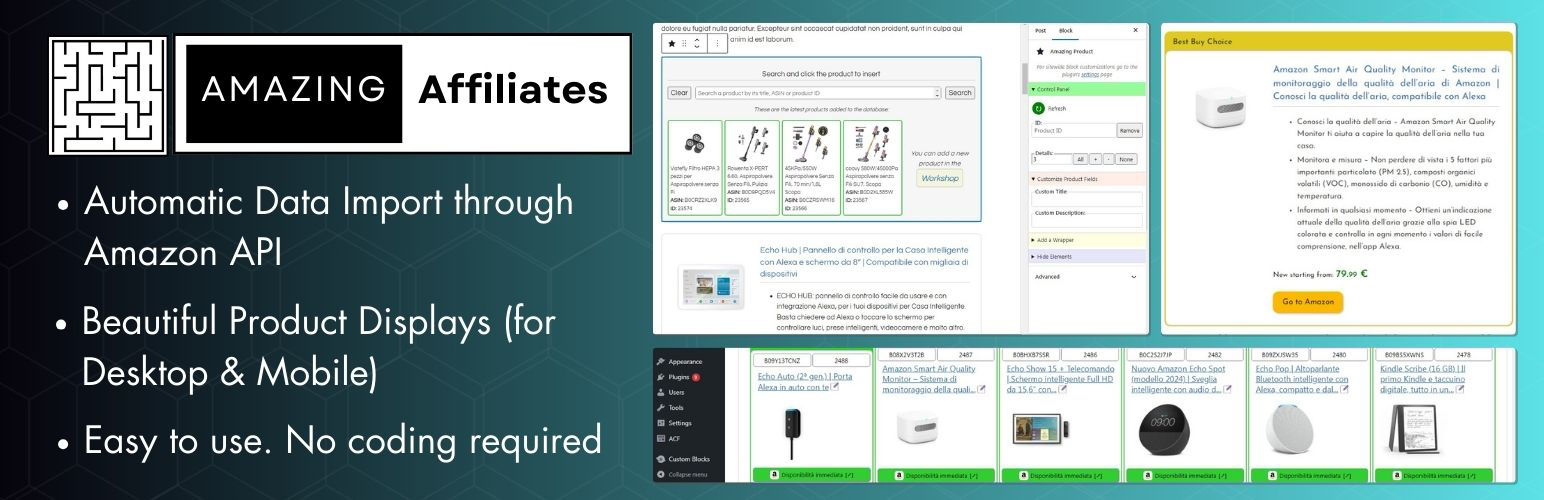 AMAZING Affiliates
• Automatic Data Import through
Amazon API
• Beautiful Product Displays (for
Desktop & Mobile)
• Easy to use. No coding required
dolore eu fugiat nulla pariatur. Excepteur sint occaecat cupidatat non proident, sunt in culpa qui
anim id est laborum.
Search and click the product to insert
Clear
Search a product by its title, ASIN or product ID
Search
These are the latest products added to the database:
Vatefly Filtro HEPA 3
pezzi per
Aspirapolvere senza
Fi
ASIN: B0CRZ2XLK9
ID: 23574
Rowenta X-PERT
6.60, Aspirapolvere
Senza Fili, Pulizia
ID: 23565
45KPa/550W
Aspirapolvere Senza
Fili, 70 min/1,8L
Scopa
ID: 23566
Aspirapolvere senza
Fili SU7, Scopa
ID: 23567
You can add a new
product in the
Workshop
Echo Hub | Pannello di controllo per la Casa Intelligente
con Alexa e schermo da 8” | Compatibile con migliaia di
dispositivi
• ECHO HUB: pannello di controllo facile da usare e con
integrazione Alexa, per i tuoi dispositivi per Casa Intelligente.
Basta chiedere ad Alexa o toccare lo schermo per
controllare luci, prese intelligenti, videocamere e molto altro.
Post Block
Amazing Product
For sitewide block customizations go to the
plugins settings page
Control Panel
Refresh
ID:
Product ID
Remove
Details:
3
All + - None
Customize Product Fields
Custom Title:
Custom Description:
Add a Wrapper
Hide Elements
Advanced
Best Buy Choice
Amazon Smart Air Quality Monitor – Sistema di
monitoraggio della qualità dell’aria di Amazon |
Conosci la qualità dell’aria, compatibile con Alexa
• Conosci la qualità dell’aria – Amazon Smart Air Quality
Monitor ti aiuta a capire la qualità dell’aria nella tua
casa.
• Monitora e misura – Non perdere di vista i 5 fattori più
importanti particolato (PM 2.5), composti organici
volatili (VOC), monossido di carbonio (CO), umidità e
temperatura.
• Informati in qualsiasi momento – Ottieni un’indicazione
attuale della qualità dell’aria grazie alla spia LED
colorata e controlla in ogni momento i valori di facile
comprensione, nell’app Alexa.
New starting from: 79.99 €
Go to Amazon
Appearance
Plugins 9
Users
Tools
Settings
ACF
Custom Blocks
Collapse menu
B09Y13TCNZ 2488
Echo Auto (2ª gen.) | Porta
Alexa in auto con te
Disponibilità immediata [✓]
B08X2V3T2B 2487
Amazon Smart Air Quality
Monitor – Sistema di
monitoraggio della quali...
Disponibilità immediata [✓]
B0BHXB7SSR 2486
Echo Show 15 + Telecomando
| Schermo intelligente Full HD
da 15,6" con...
Disponibilità immediata [✓]
B0C2S2J7JP 2482
Nuovo Amazon Echo Spot
(modello 2024) | Sveglia
intelligente con audio d...
09:00
Disponibilità immediata [✓]
B09ZXJSW35 2480
Echo Pop | Altoparlante
Bluetooth intelligente con
Alexa, compatto e dal...
Disponibilità immediata [✓]
B09BS5XWNS 2478
Kindle Scribe (16 GB) | Il
primo Kindle e taccuino
digitale, tutto in un...
Disponibilità immediata [✓]